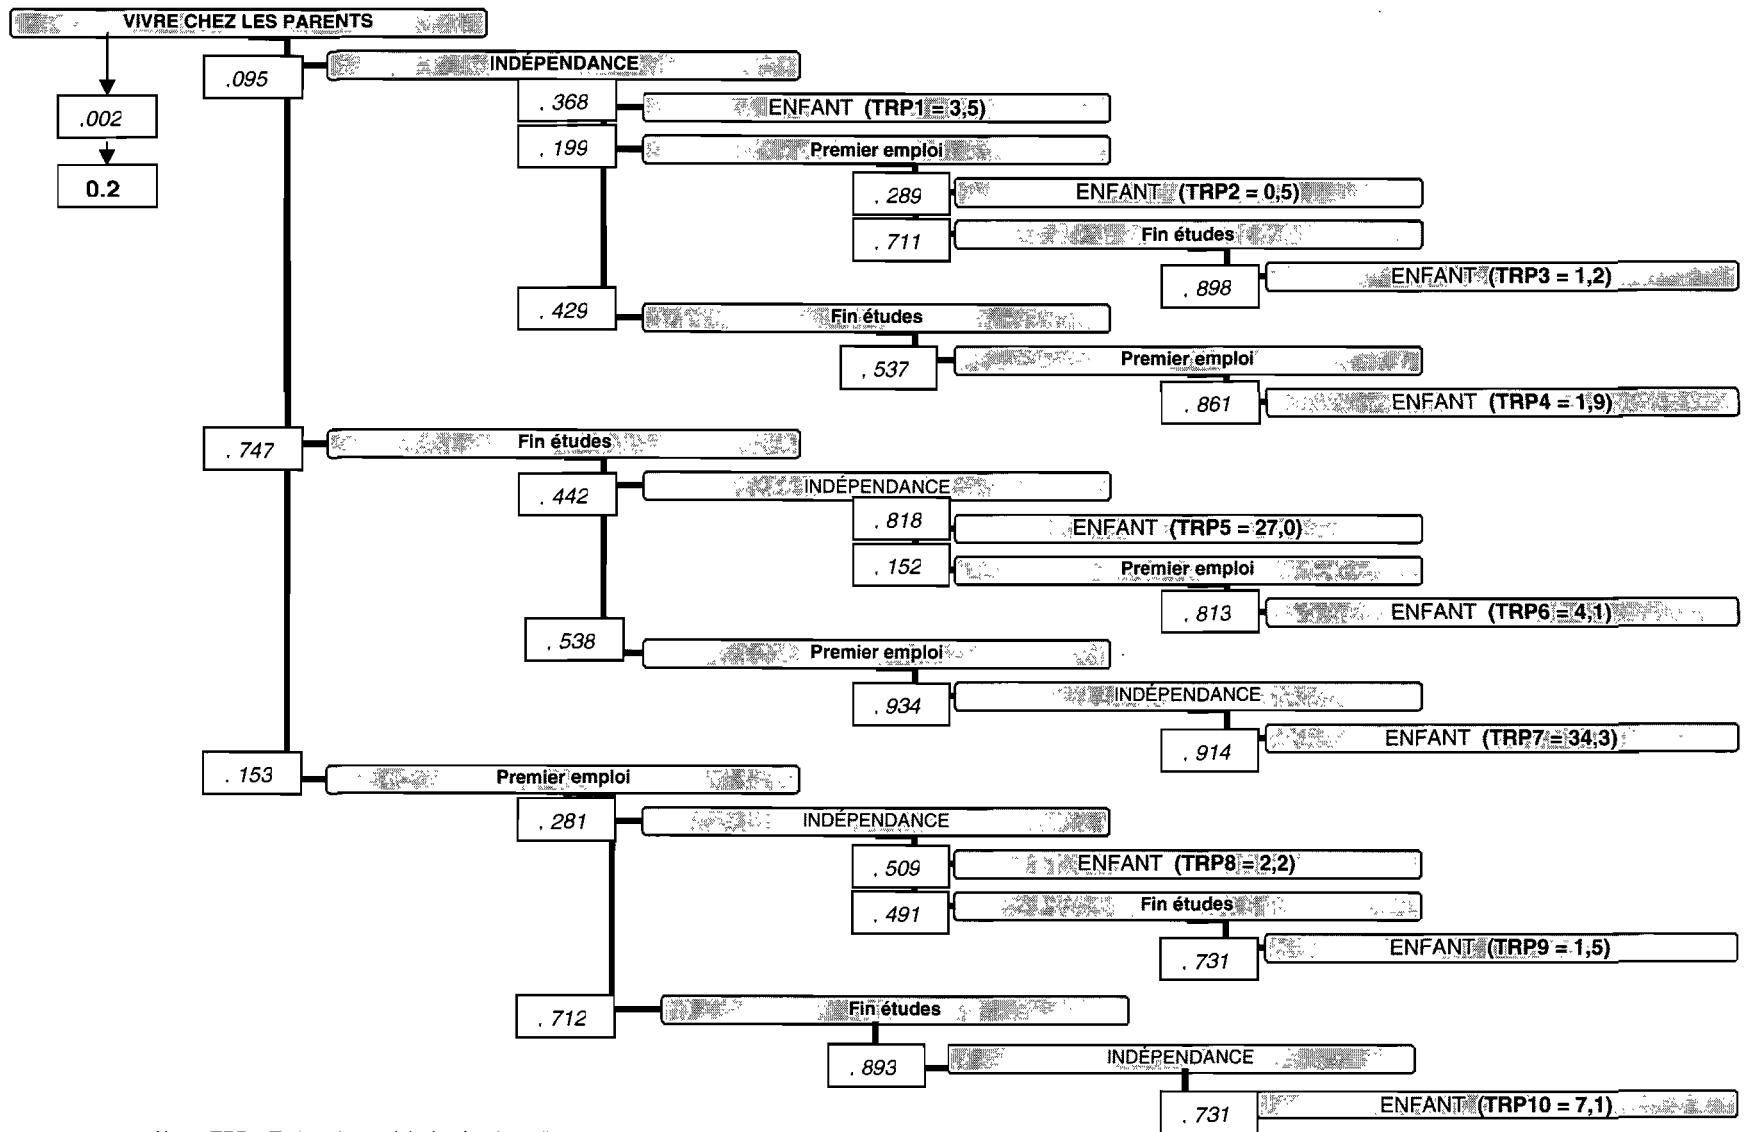 VIVRE CHEZ LES PARENTS
.095
INDÉPENDANCE
.002
0.2
.368
ENFANT (TRP1 = 3,5)
.199
Premier emploi
.289
ENFANT (TRP2 = 0,5)
.711
Fin études
.898
ENFANT (TRP3 = 1,2)
.429
Fin études
.537
Premier emploi
.861
ENFANT (TRP4 = 1,9)
.747
Fin études
.442
INDÉPENDANCE
.818
ENFANT (TRP5 = 27,0)
.152
Premier emploi
.813
ENFANT (TRP6 = 4,1)
.538
Premier emploi
.934
INDÉPENDANCE
.914
ENFANT (TRP7 = 34,3)
.153
Premier emploi
.281
INDÉPENDANCE
.509
ENFANT (TRP8 = 2,2)
.491
Fin études
.731
ENFANT (TRP9 = 1,5)
.712
Fin études
.893
INDÉPENDANCE
.731
ENFANT (TRP10 = 7,1)